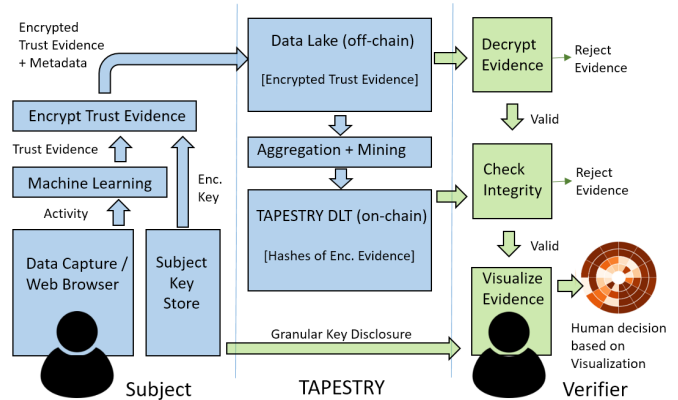 Encrypted
Trust Evidence
+ Metadata
Encrypt Trust Evidence
Trust Evidence
Machine Learning
Activity
Enc.
Key
Data Capture /
Web Browser
Subject
Key
Store
Subject
Data Lake (off-chain)
[Encrypted Trust Evidence]
Aggregation + Mining
TAPESTRY DLT (on-chain)
[Hashes of Enc. Evidence]
Granular Key Disclosure
TAPESTRY
Decrypt
Evidence
Reject
Evidence
Valid
Check
Integrity
Reject
Evidence
Valid
Visualize
Evidence
Human decision
based on
Visualization
Verifier